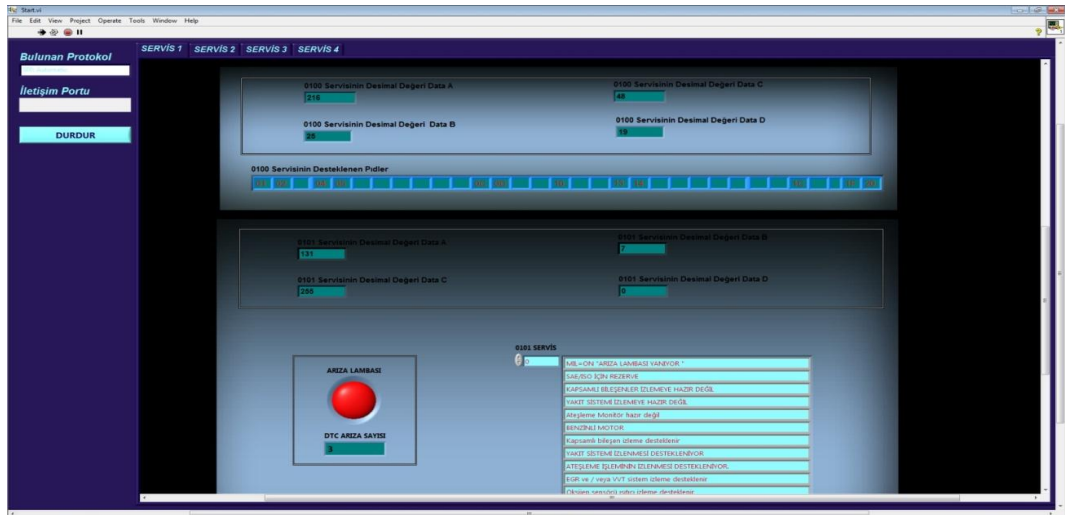 Start.vi
File Edit View Project Operate Tools Window Help
Bulunan Protokol
İletişim Portu
DURDUR
SERVİS 1 SERVİS 2 SERVİS 3 SERVİS 4
0100 Servisinin Desimal Değeri Data A
216
0100 Servisinin Desimal Değeri Data C
48
0100 Servisinin Desimal Değeri Data B
0100 Servisinin Desimal Değeri Data D
19
0100 Servisinin Desteklenen Pıdler
0101 Servisinin Desimal Değeri Data A
131
0101 Servisinin Desimal Değeri Data B
7
0101 Servisinin Desimal Değeri Data C
255
0101 Servisinin Desimal Değeri Data D
0
ARIZA LAMBASI
DTC ARIZA SAYISI
3
0101 SERVİS
0
MIL=ON "ARIZA LAMBASI YANIYOR "
SAE/ISO İÇİN REZERVE
KAPSAMLI BİLEŞENLER İZLEMEYE HAZIR DEĞİL
YAKIT SİSTEMİ İZLEMEYE HAZIR DEĞİL
Ateşleme Monitör hazır değil
BENZİNLİ MOTOR
Kapsamlı bileşen izleme desteklenir
YAKIT SİSTEMİ İZLENMESİ DESTEKLENİYOR
ATEŞLEME İŞLEMİNİN İZLENMESİ DESTEKLENİYOR.
EGR ve / veya VVT sistem izleme desteklenir
Oksijen sensörü ısıtıcı izleme desteklenir